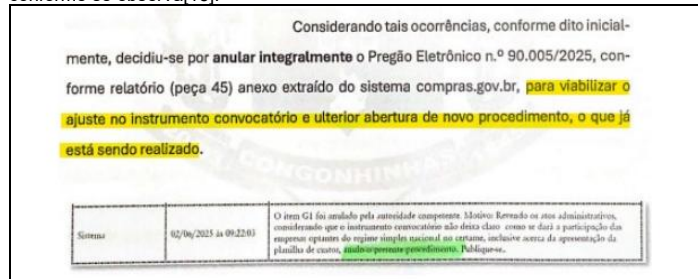 Considerando tais ocorrências, conforme dito inicial-
mente, decidiu-se por anular integralmente o Pregão Eletrônico n.º 90.005/2025, con-
forme relatório (peça 45) anexo extraído do sistema compras.gov.br, para viabilizar o
ajuste no instrumento convocatório e ulterior abertura de novo procedimento, o que já
está sendo realizado.
CONGONHINHAS
Sistema
02/06/2025 às 09:22:03
O item G1 foi anulado pela autoridade competente. Motivo: Revendo os atos administrativos,
considerando que o instrumento convocatório não deixa claro como se dará a participação das
empresas optantes do regime simples nacional no certame, inclusive acerca da apresentação da
planilha de custos, anulo o presente procedimento. Publique-se.